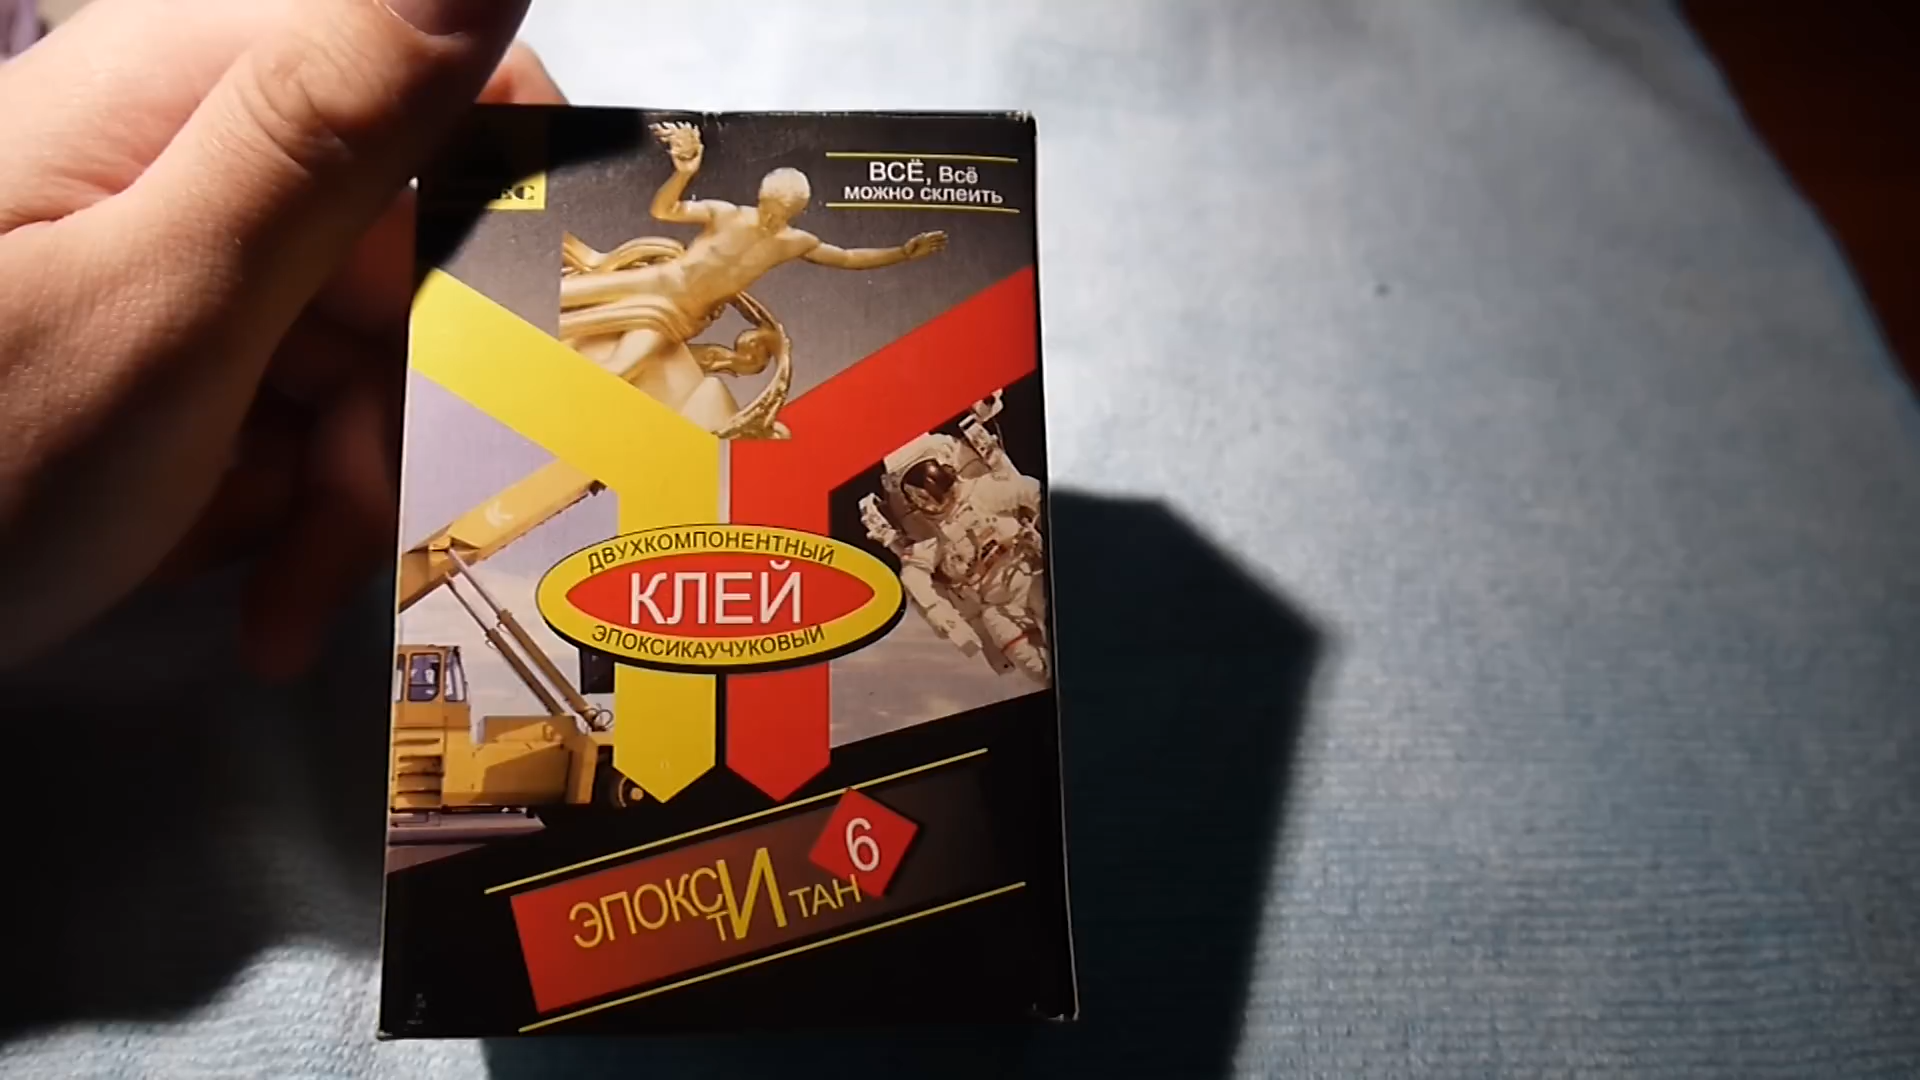 ВСЁ, Всё
можно склеить
ДВУХКОМПОНЕНТНЫЙ
КЛЕЙ
ЭПОКСИКАУЧУКОВЫЙ
6
ЭПОКСИ
ТИТАН